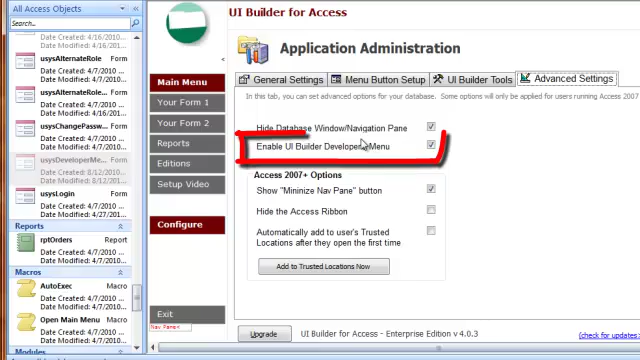 All Access Objects
Search...
Date Created: 4/16/2010...
Date Modified: 4/16/201...
usysAlternateRole Form
Date Created: 4/7/2010...
Date Modified: 4/7/2010...
usysAlternateRole... Form
Date Created: 4/7/2010...
Date Modified: 4/7/2010...
usysChangePassw... Form
Date Created: 4/7/2010...
Date Modified: 4/7/2010...
usysDeveloperMe... Form
Date Created: 8/12/2010...
Date Modified: 8/12/201...
usysLogin Form
Date Created: 4/7/2010...
Date Modified: 4/7/2010...
Reports
rptOrders Report
Date Created: 4/7/2010...
Date Modified: 4/7/2010...
Macros
AutoExec Macro
Date Created: 4/7/2010...
Date Modified: 4/7/2010...
Open Main Menu Macro
Date Created: 4/7/2010...
Date Modified: 4/7/2010...
Modules
Main Menu
Your Form 1
Your Form 2
Reports
Editions
Setup Video
Configure
Exit
Nav Pane<
UI Builder for Access
Application Administration
General Settings
Menu Button Setup
UI Builder Tools
Advanced Settings
In this tab, you can set advanced options for your database. Some options will only be applied for users running Access 2007
Hide Database Window/Navigation Pane
Enable UI Builder Developer Menu
Access 2007+ Options
Show "Mininize Nav Pane" button
Hide the Access Ribbon
Automatically add to user's Trusted
Locations after they open the first time
Add to Trusted Locations Now
Upgrade
UI Builder for Access - Enterprise Edition v 4.0.3
(check for updates